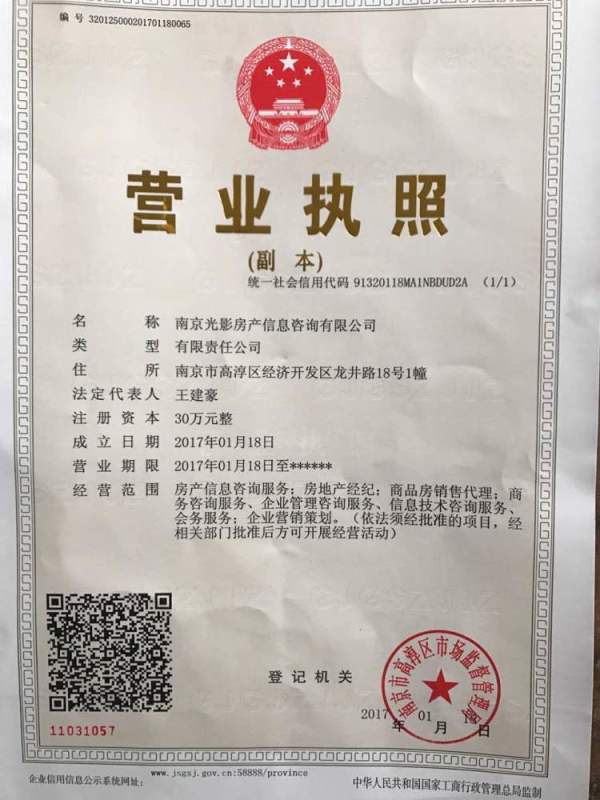 编 号 320125000201701180065
营业执照
(副 本)
统一社会信用代码 91320118MA1NBDUD2A (1/1)
名 称 南京光影房产信息咨询有限公司
类 型 有限责任公司
住 所 南京市高淳区经济开发区龙井路18号1幢
法定代表人 王建豪
注册资本 30万元整
成立日期 2017年01月18日
营业期限 2017年01月18日至******
经营范围 房产信息咨询服务；房地产经纪；商品房销售代理；商
务咨询服务、企业管理咨询服务、信息技术咨询服务、
会务服务；企业营销策划。（依法须经批准的项目，经
相关部门批准后方可开展经营活动）
登记机关
南京市高淳区市场监督管理局
2017 年 01 月 18 日
11031057
www.jsgsj.gov.cn:58888/province
企业信用信息公示系统网址：
中华人民共和国国家工商行政管理总局监制